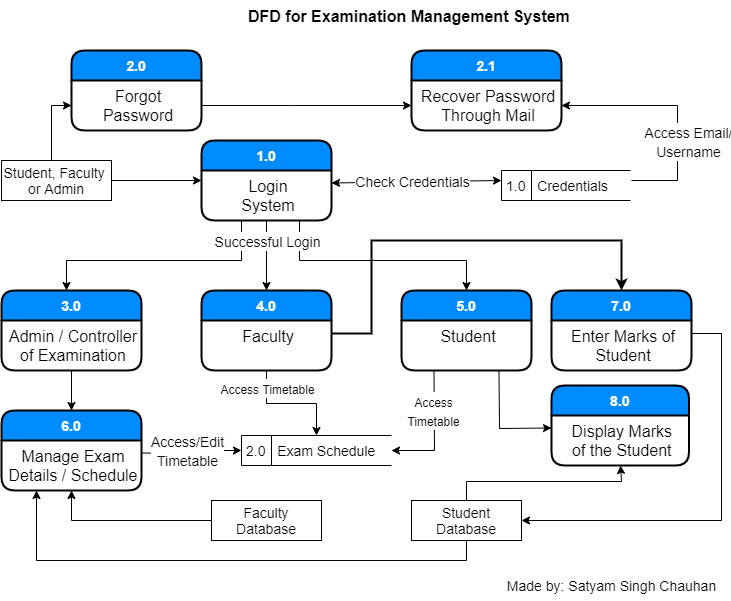 DFD for Examination Management System
2.0
Forgot
Password
2.1
Recover Password
Through Mail
Access Email/
Username
Student, Faculty
or Admin
1.0
Login
System
Check Credentials
1.0 Credentials
Successful Login
3.0
Admin / Controller
of Examination
4.0
Faculty
5.0
Student
7.0
Enter Marks of
Student
Access Timetable
Access
Timetable
8.0
Display Marks
of the Student
6.0
Manage Exam
Details / Schedule
Access/Edit
Timetable
2.0 Exam Schedule
Faculty
Database
Student
Database
Made by: Satyam Singh Chauhan